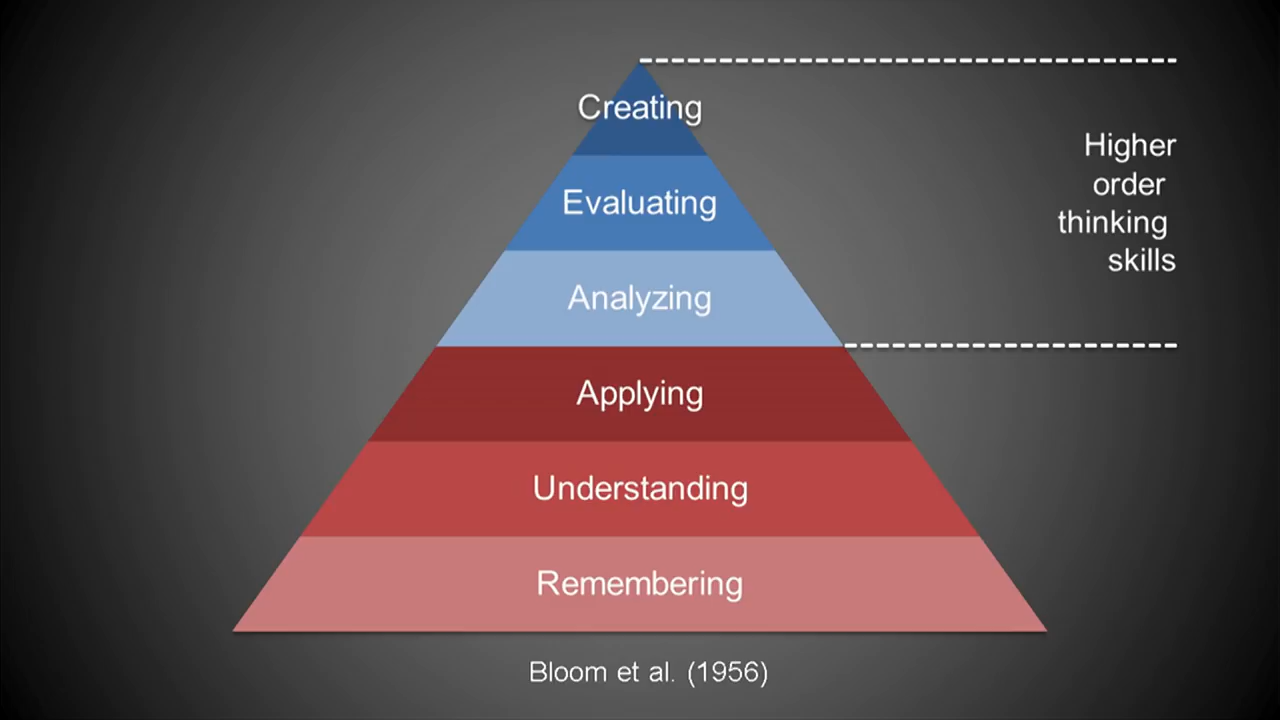 Creating
Evaluating
Analyzing
Applying
Understanding
Remembering
Higher
order
thinking
skills
Bloom et al. (1956)